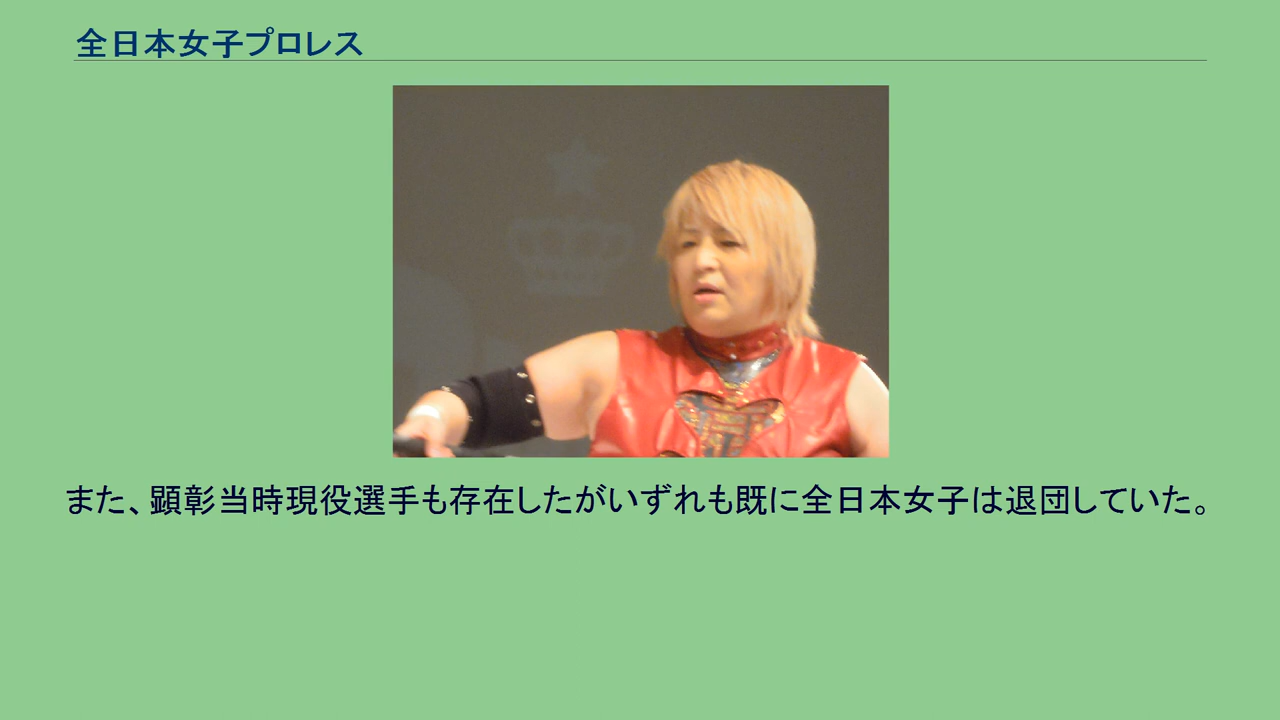 全日本女子プロレス
また、顕彰当時現役選手も存在したがいずれも既に全日本女子は退団していた。